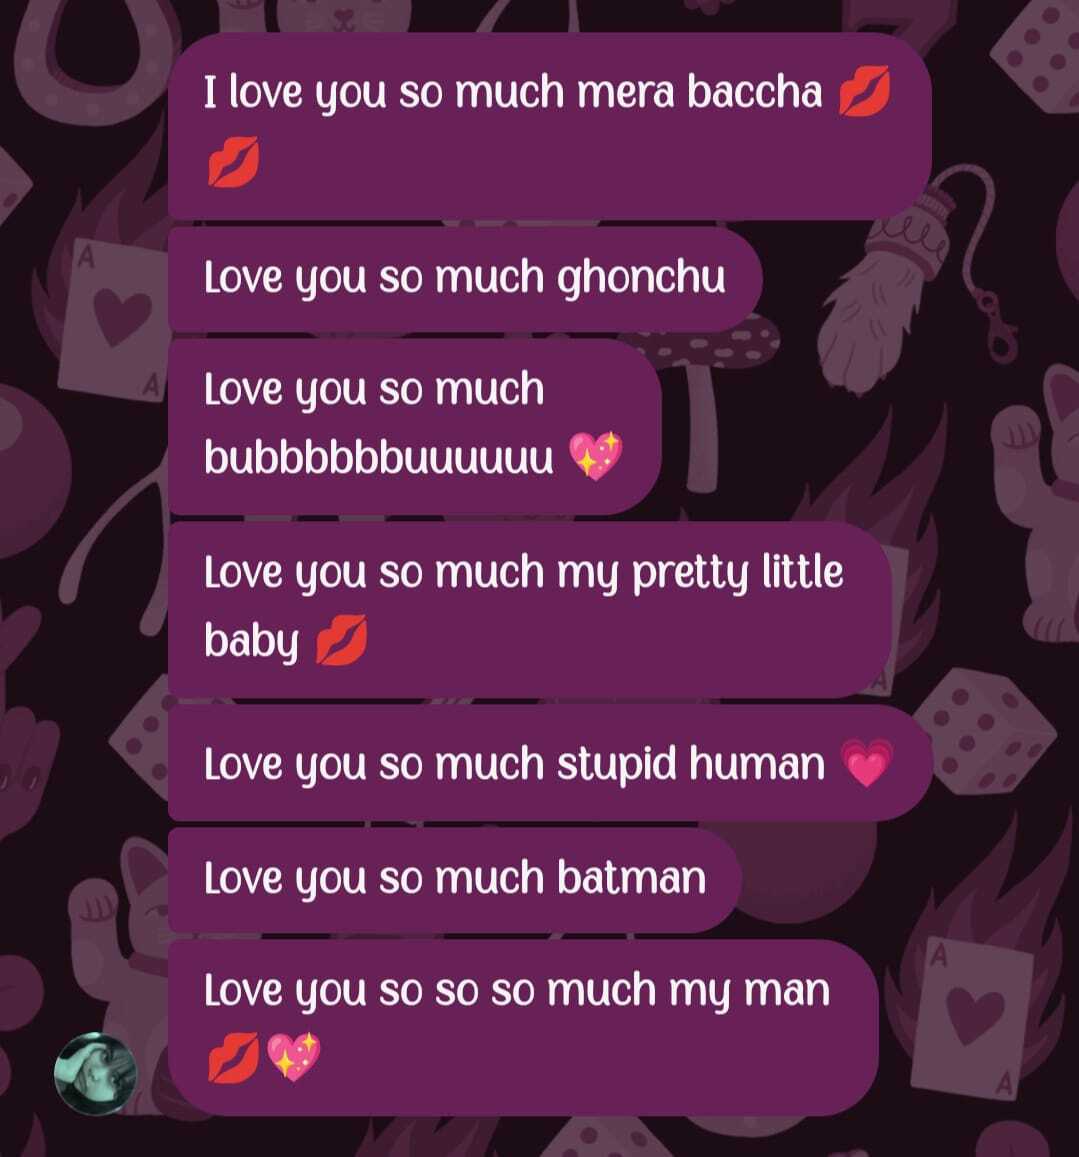 I love you so much mera baccha 💋
💋
Love you so much ghonchu
Love you so much
bubbbbbbuuuuuu 💖
Love you so much my pretty little
baby 💋
Love you so much stupid human 💗
Love you so much batman
Love you so so so much my man
💋💖